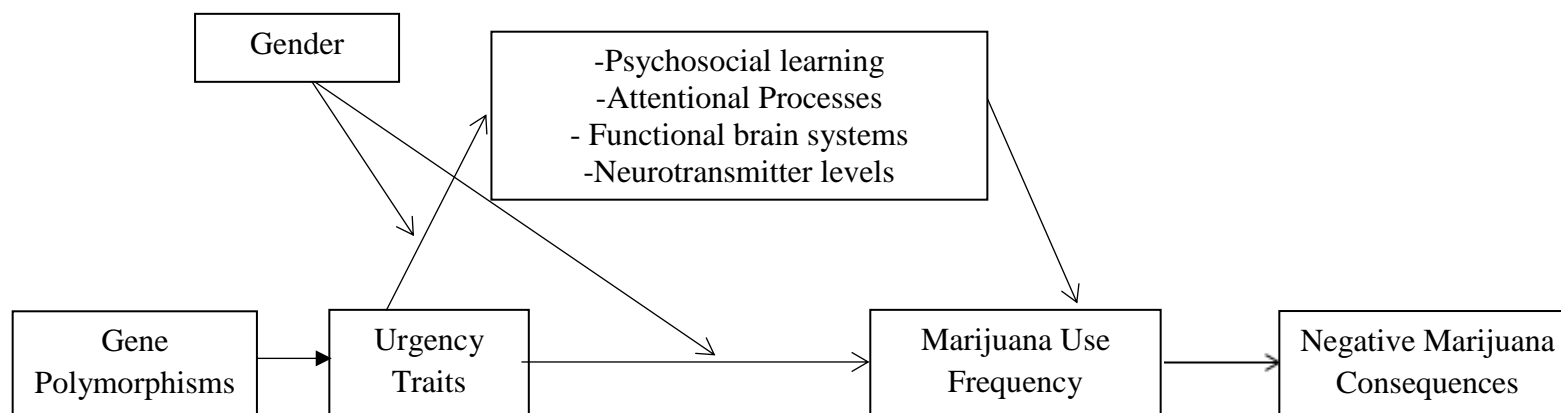 Gender
-Psychosocial learning
-Attentional Processes
- Functional brain systems
-Neurotransmitter levels
Gene
Polymorphisms
Urgency
Traits
Marijuana Use
Frequency
Negative Marijuana
Consequences